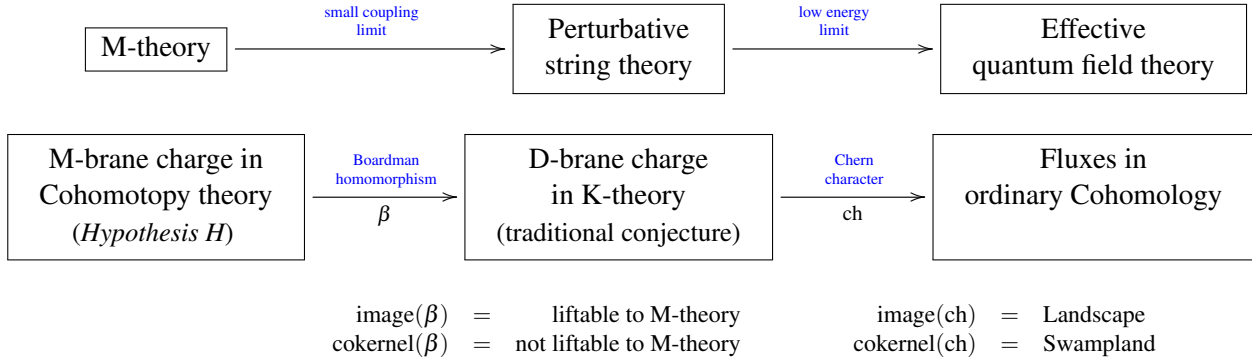 small coupling
limit
low energy
limit
M-theory
Perturbative
string theory
Effective
quantum field theory
M-brane charge in
Cohomotopy theory
(Hypothesis H)
Boardman
homomorphism
β
D-brane charge
in K-theory
(traditional conjecture)
Chern
character
ch
Fluxes in
ordinary Cohomology
image(β) = liftable to M-theory
cokernel(β) = not liftable to M-theory
image(ch) = Landscape
cokernel(ch) = Swampland